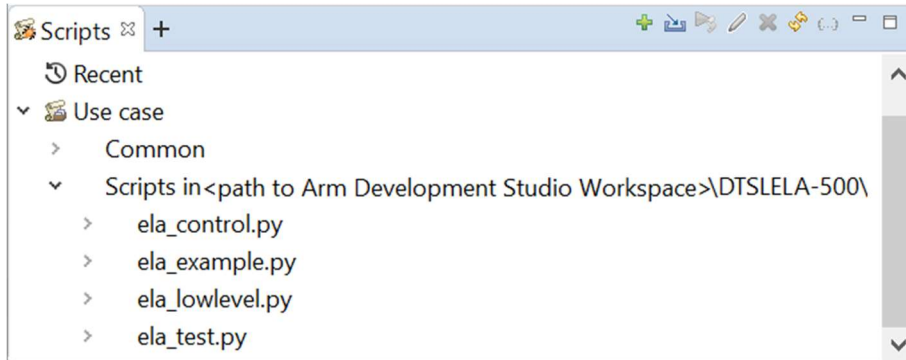 Scripts
Recent
Use case
Common
Scripts in<path to Arm Development Studio Workspace>\DTSLELA-500\
ela_control.py
ela_example.py
ela_lowlevel.py
ela_test.py